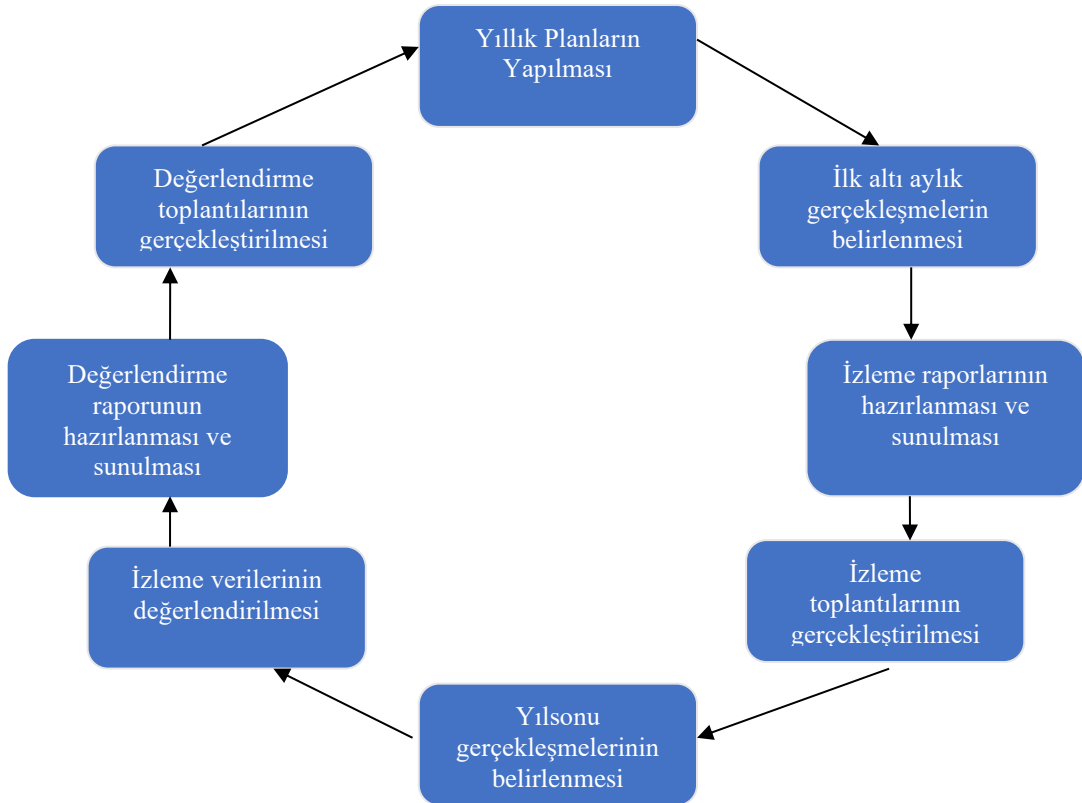 Yıllık Planların
Yapılması
İlk altı aylık
gerçekleşmelerin
belirlenmesi
İzleme raporlarının
hazırlanması ve
sunulması
İzleme
toplantılarının
gerçekleştirilmesi
Yılsonu
gerçekleşmelerinin
belirlenmesi
İzleme verilerinin
değerlendirilmesi
Değerlendirme
raporunun
hazırlanması ve
sunulması
Değerlendirme
toplantılarının
gerçekleştirilmesi